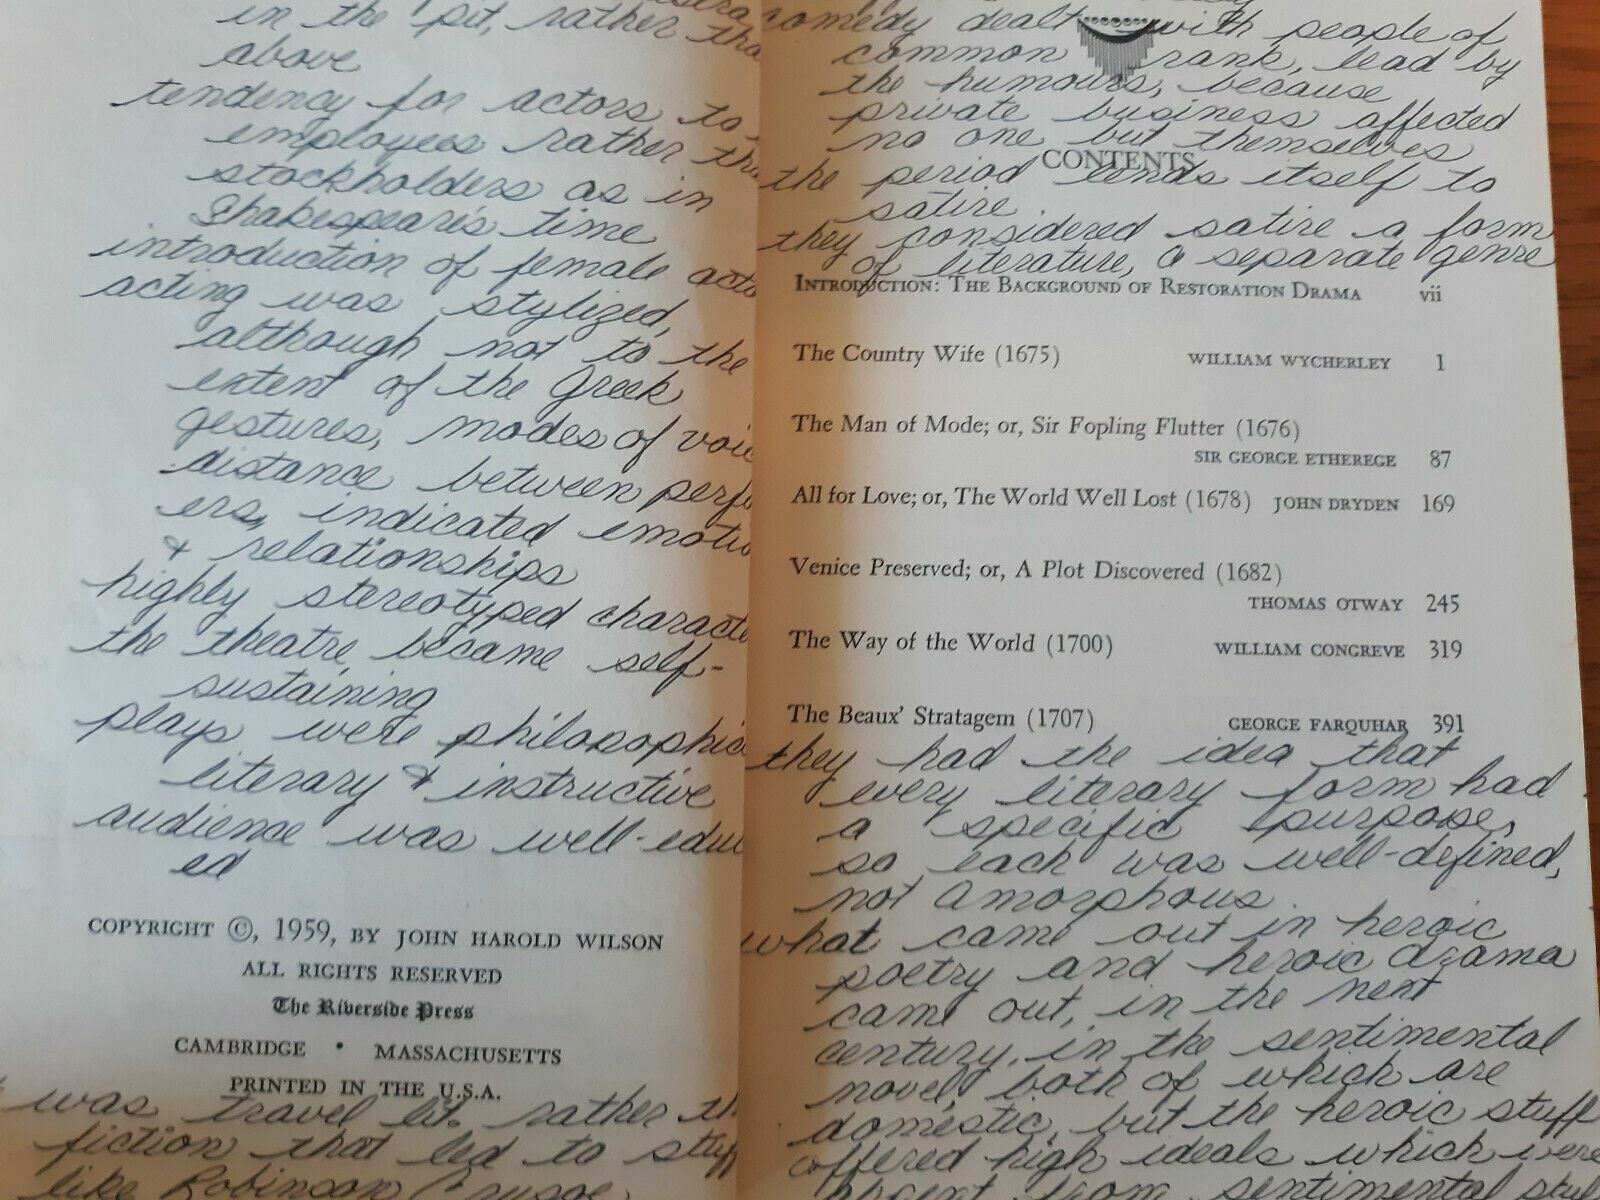 in the pit, rather
above
tendency for actors to
employees rather
stockholders as in
Shakespeare's time
introduction of female
acting was stylized,
although not to the
extent of the Greek
gestures, modes of
distance between
ers, indicated
& relationships
highly stereotyped
the theatre became self-
sustaining
plays were
literary & instructive
audience was
ed
COPYRIGHT ©, 1959, BY JOHN HAROLD WILSON
ALL RIGHTS RESERVED
The Riverside Press
CAMBRIDGE • MASSACHUSETTS
PRINTED IN THE U.S.A.
was travel lit. rather
fiction that led to stuff
like Robinson Crusoe
comedy dealt with people of
common rank, lead by
the humours, because
private business affected
no one but themselves
CONTENTS
the period lends itself to
satire
they considered satire a form
of literature, a separate genre
INTRODUCTION: THE BACKGROUND OF RESTORATION DRAMA vii
The Country Wife (1675) WILLIAM WYCHERLEY 1
The Man of Mode; or, Sir Fopling Flutter (1676)
SIR GEORGE ETHEREGE 87
All for Love; or, The World Well Lost (1678) JOHN DRYDEN 169
Venice Preserved; or, A Plot Discovered (1682)
THOMAS OTWAY 245
The Way of the World (1700) WILLIAM CONGREVE 319
The Beaux' Stratagem (1707) GEORGE FARQUHAR 391
they had the idea that
every literary form had
a specific purpose,
so each was well-defined,
not amorphous.
what came out in heroic
poetry and heroic drama
came out, in the next
century, in the sentimental
novel, both of which are
domestic, but the heroic stuff
offered high ideals which were
absent from sentimental